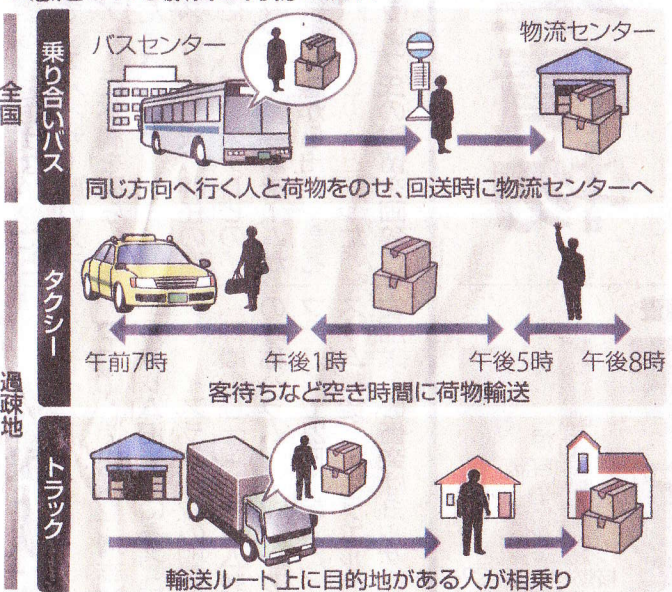 全国
乗り合いバス
バスセンター
物流センター
同じ方向へ行く人と荷物をのせ、回送時に物流センターへ
過疎地
タクシー
午前7時 午後1時 午後5時 午後8時
客待ちなど空き時間に荷物輸送
トラック
輸送ルート上に目的地がある人が相乗り